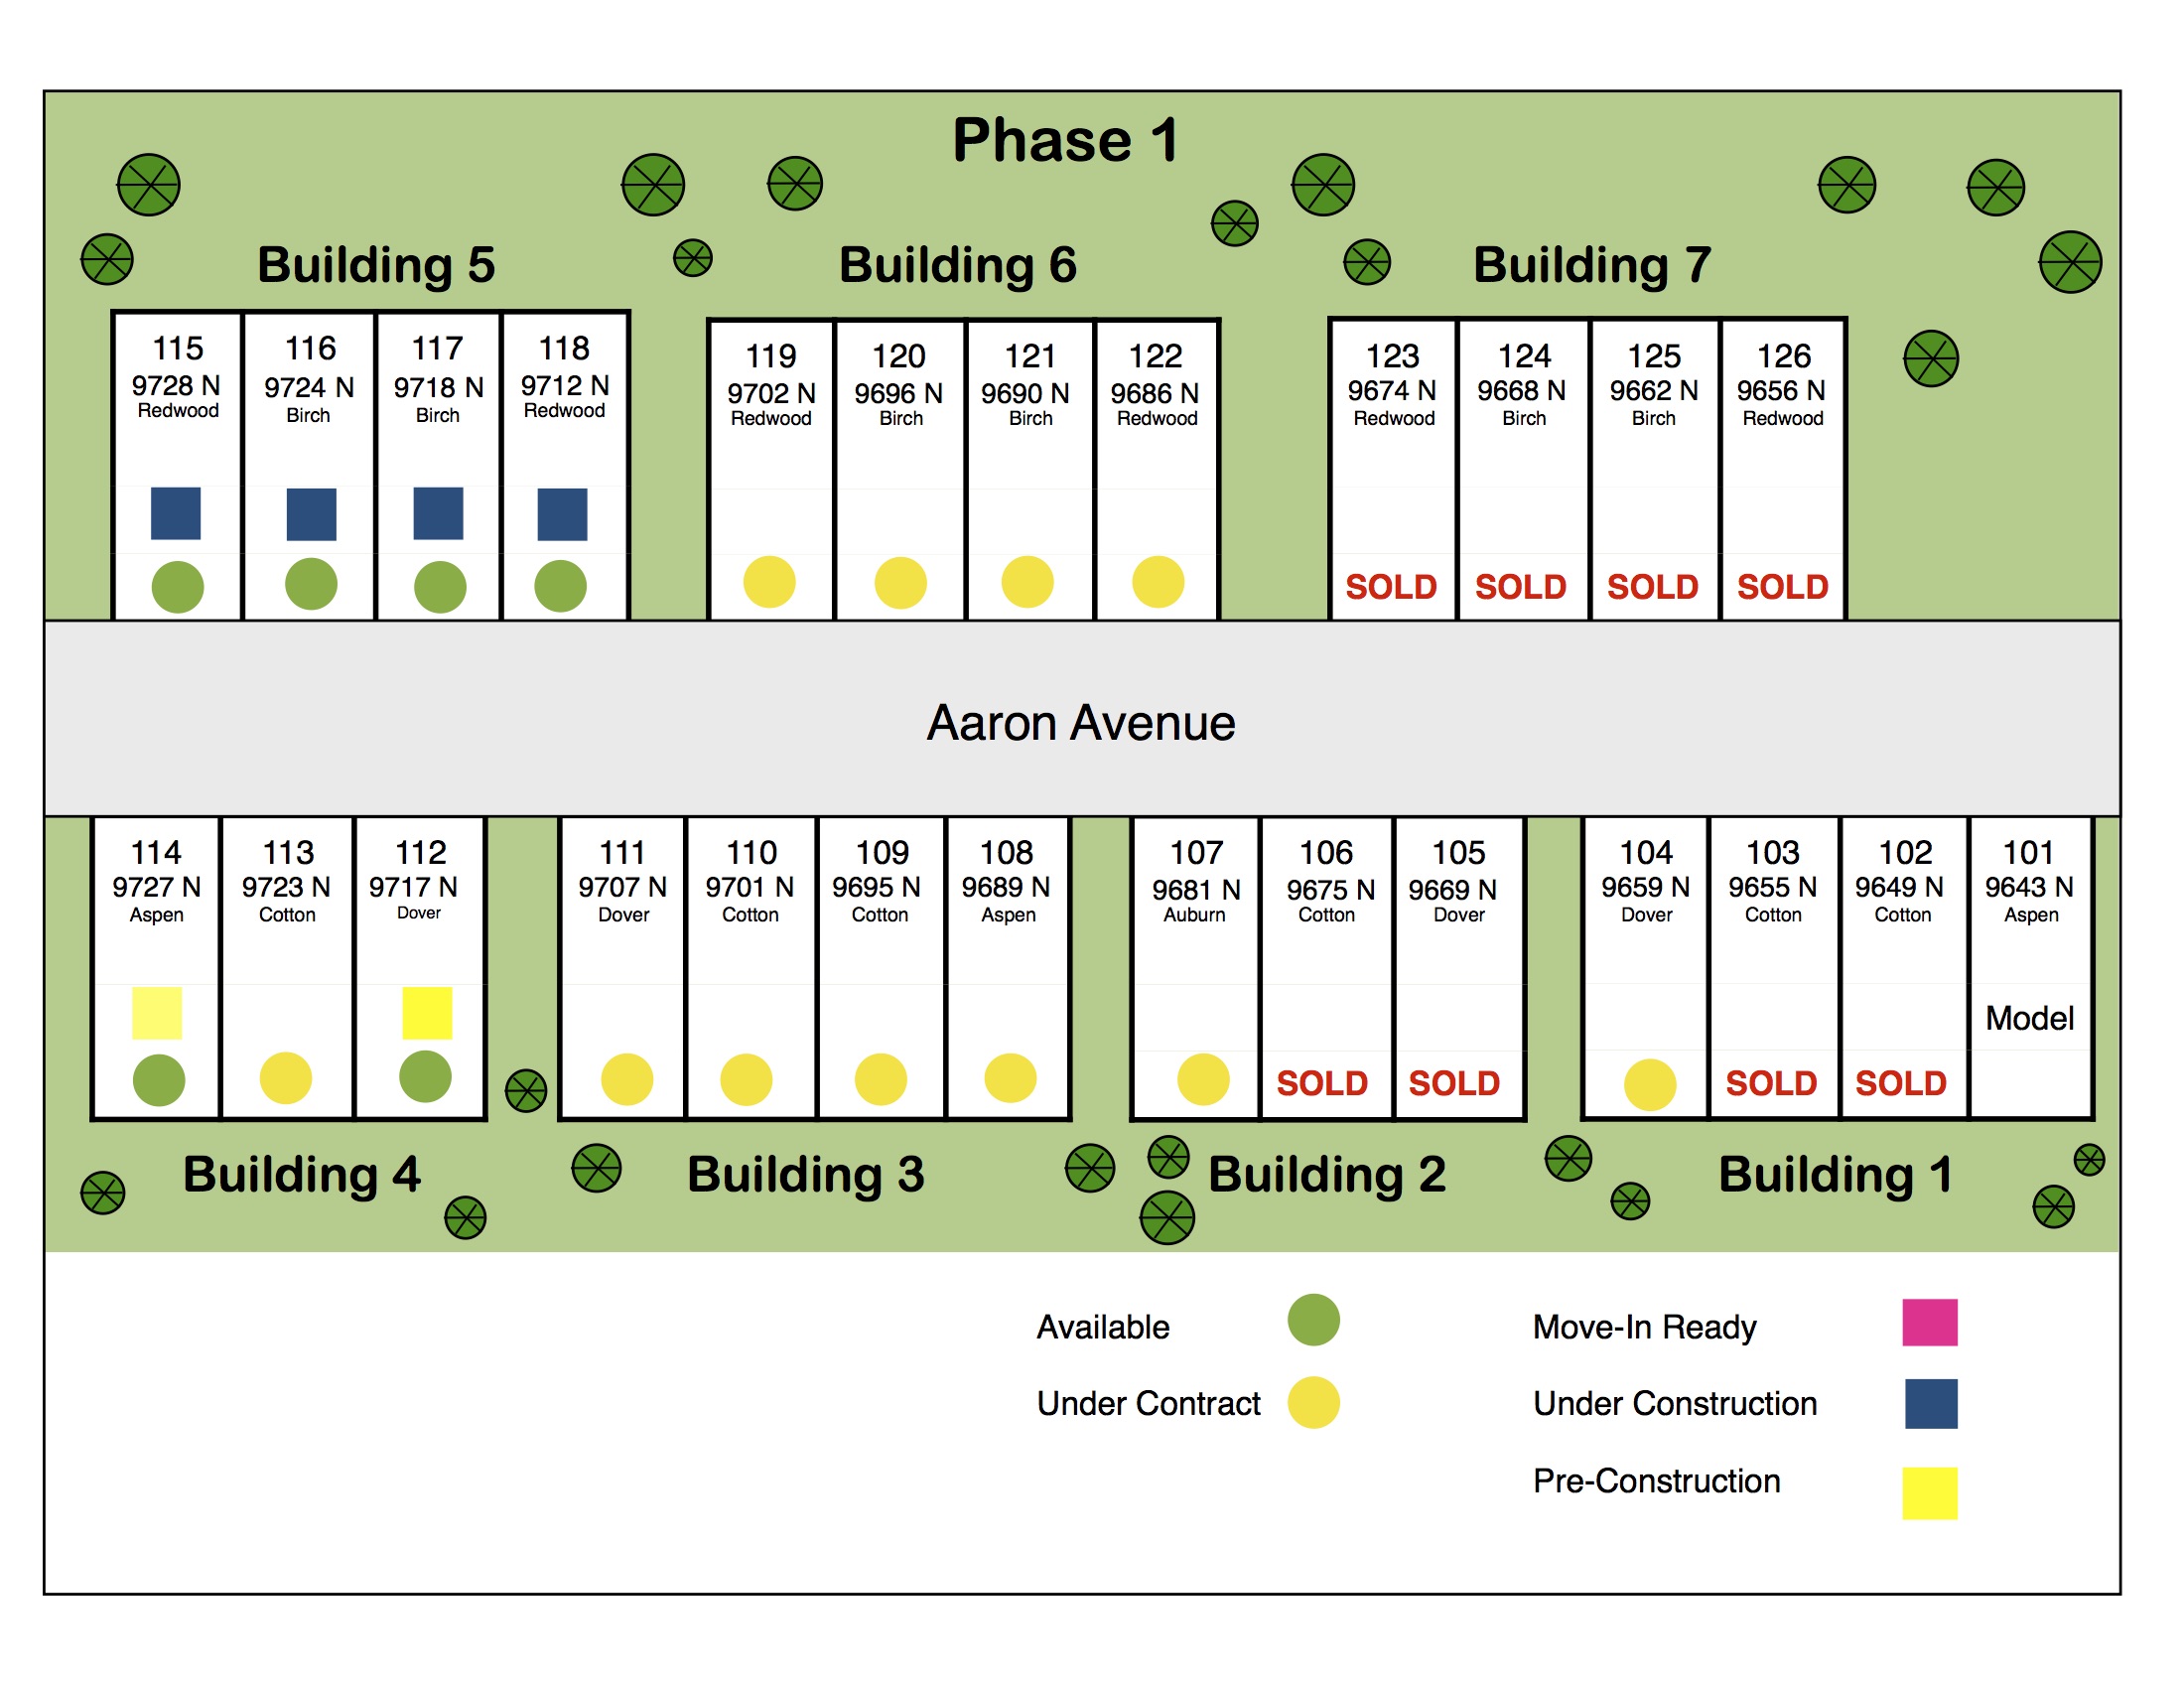 Phase 1
Building 5 Building 6 Building 7
115 116 117 118 119 120 121 122 123 124 125 126
9728 N 9724 N 9718 N 9712 N 9702 N 9696 N 9690 N 9686 N 9674 N 9668 N 9662 N 9656 N
Redwood Birch Birch Redwood Redwood Birch Birch Redwood Redwood Birch Birch Redwood
SOLD SOLD SOLD SOLD
Aaron Avenue
114 113 112 111 110 109 108 107 106 105 104 103 102 101
9727 N 9723 N 9717 N 9707 N 9701 N 9695 N 9689 N 9681 N 9675 N 9669 N 9659 N 9655 N 9649 N 9643 N
Aspen Cotton Dover Dover Cotton Cotton Aspen Auburn Cotton Dover Dover Cotton Cotton Aspen
Model
SOLD SOLD SOLD SOLD
Building 4 Building 3 Building 2 Building 1
Available Move-In Ready
Under Contract Under Construction
Pre-Construction